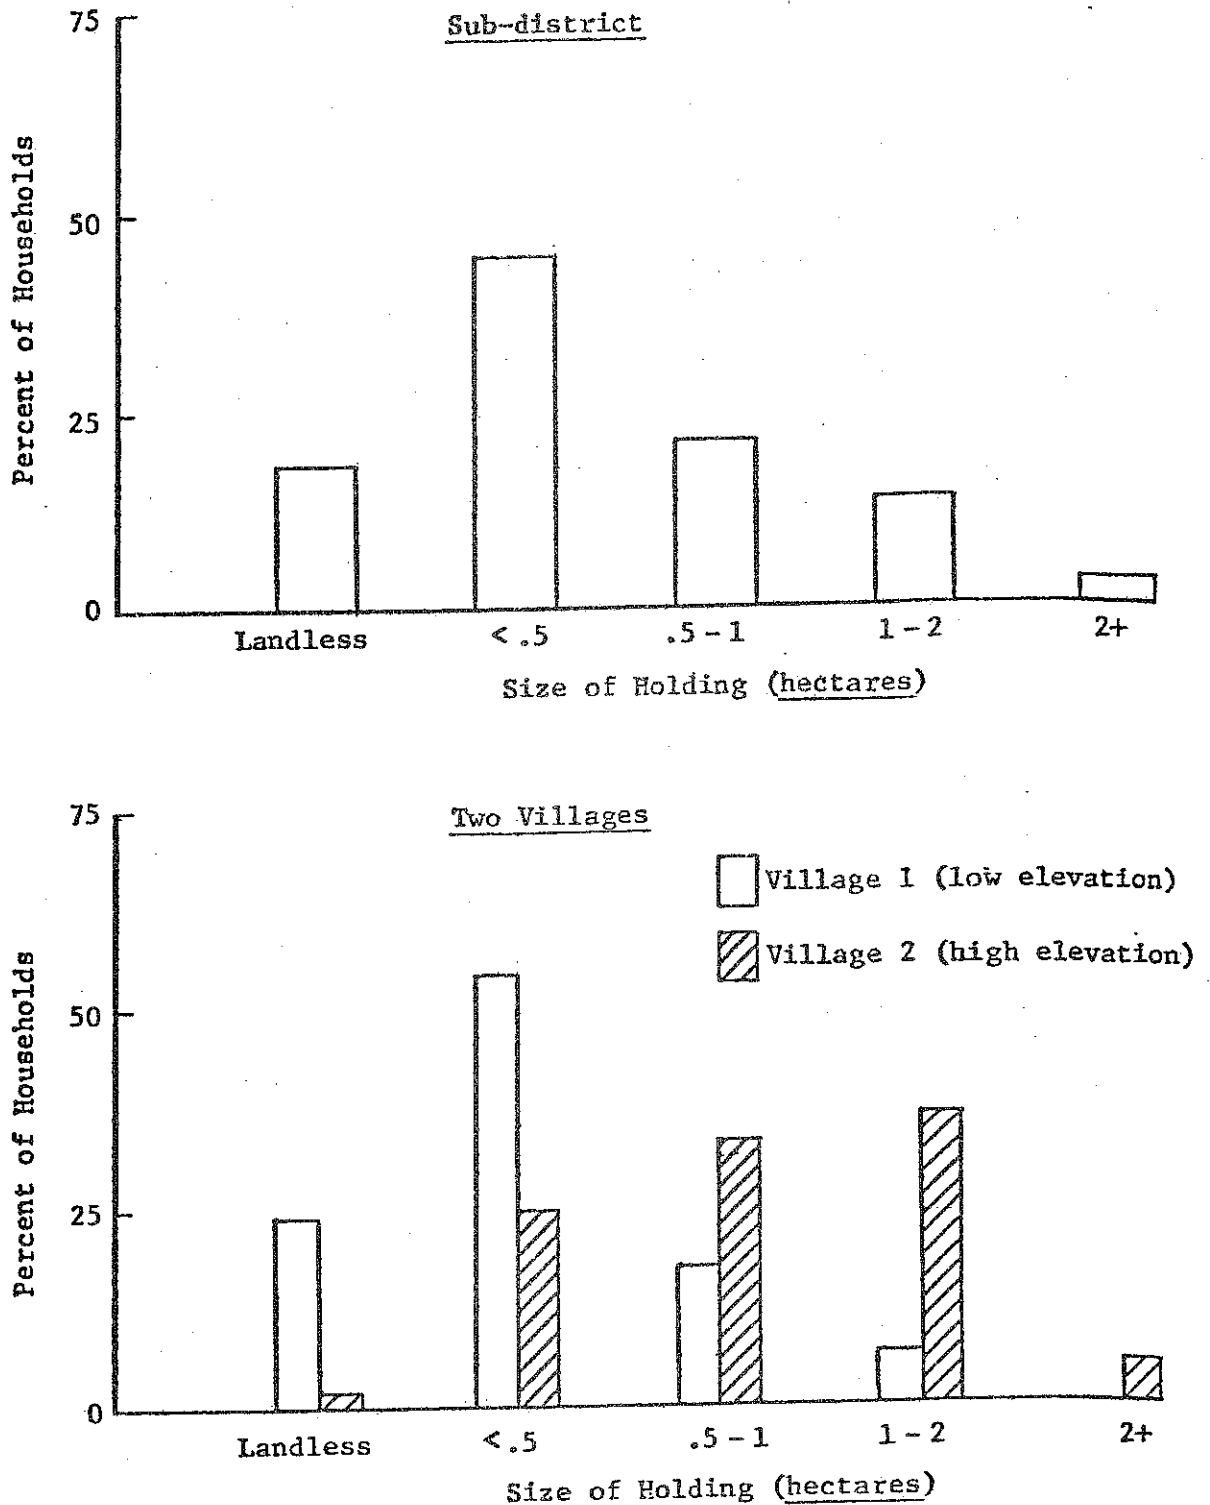 Sub-district
75
50
25
0
Percent of Households
Landless
< .5
.5 - 1
1 - 2
2+
Size of Holding (hectares)
Two Villages
Village 1 (low elevation)
Village 2 (high elevation)
75
50
25
0
Percent of Households
Landless
< .5
.5 - 1
1 - 2
2+
Size of Holding (hectares)